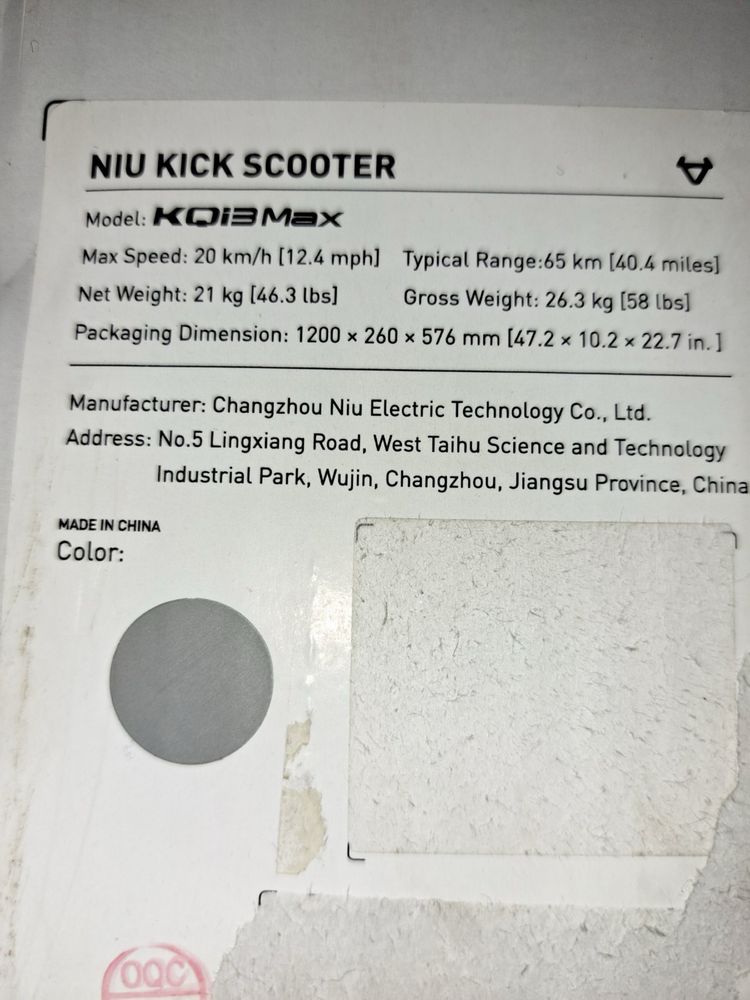 NIU KICK SCOOTER
Model: KQi3Max
Max Speed: 20 km/h [12.4 mph] Typical Range:65 km [40.4 miles]
Net Weight: 21 kg [46.3 lbs] Gross Weight: 26.3 kg [58 lbs]
Packaging Dimension: 1200 × 260 × 576 mm [47.2 × 10.2 × 22.7 in. ]
Manufacturer: Changzhou Niu Electric Technology Co., Ltd.
Address: No.5 Lingxiang Road, West Taihu Science and Technology
Industrial Park, Wujin, Changzhou, Jiangsu Province, China
MADE IN CHINA
Color:
OQC